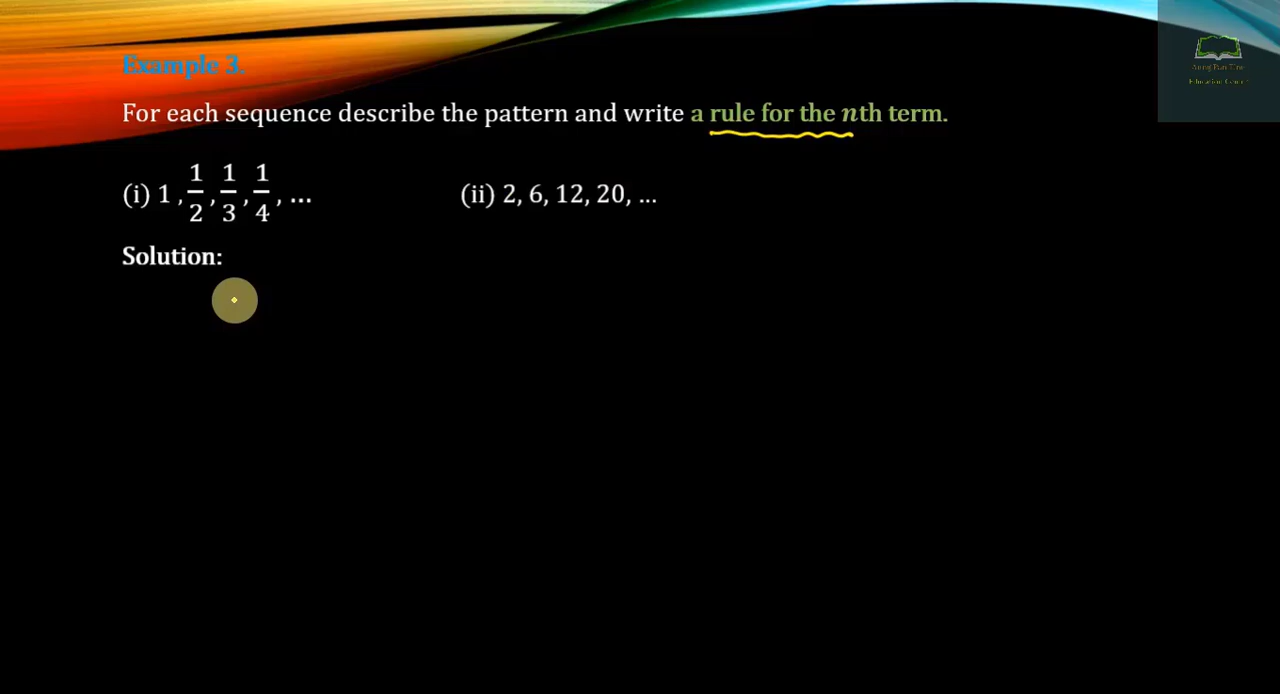 Example 3.
For each sequence describe the pattern and write a rule for the nth term.
(i) 1 , 1/2 , 1/3 , 1/4 , ... (ii) 2, 6, 12, 20, ...
Solution:
Education